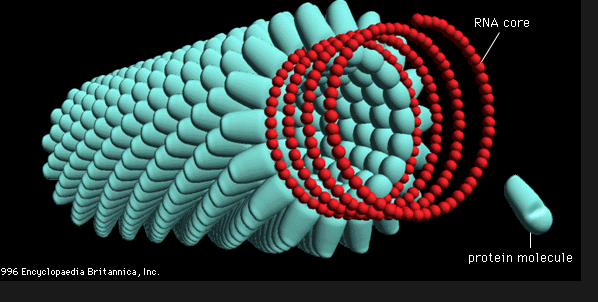 RNA core
protein molecule
996 Encyclopaedia Britannica, Inc.